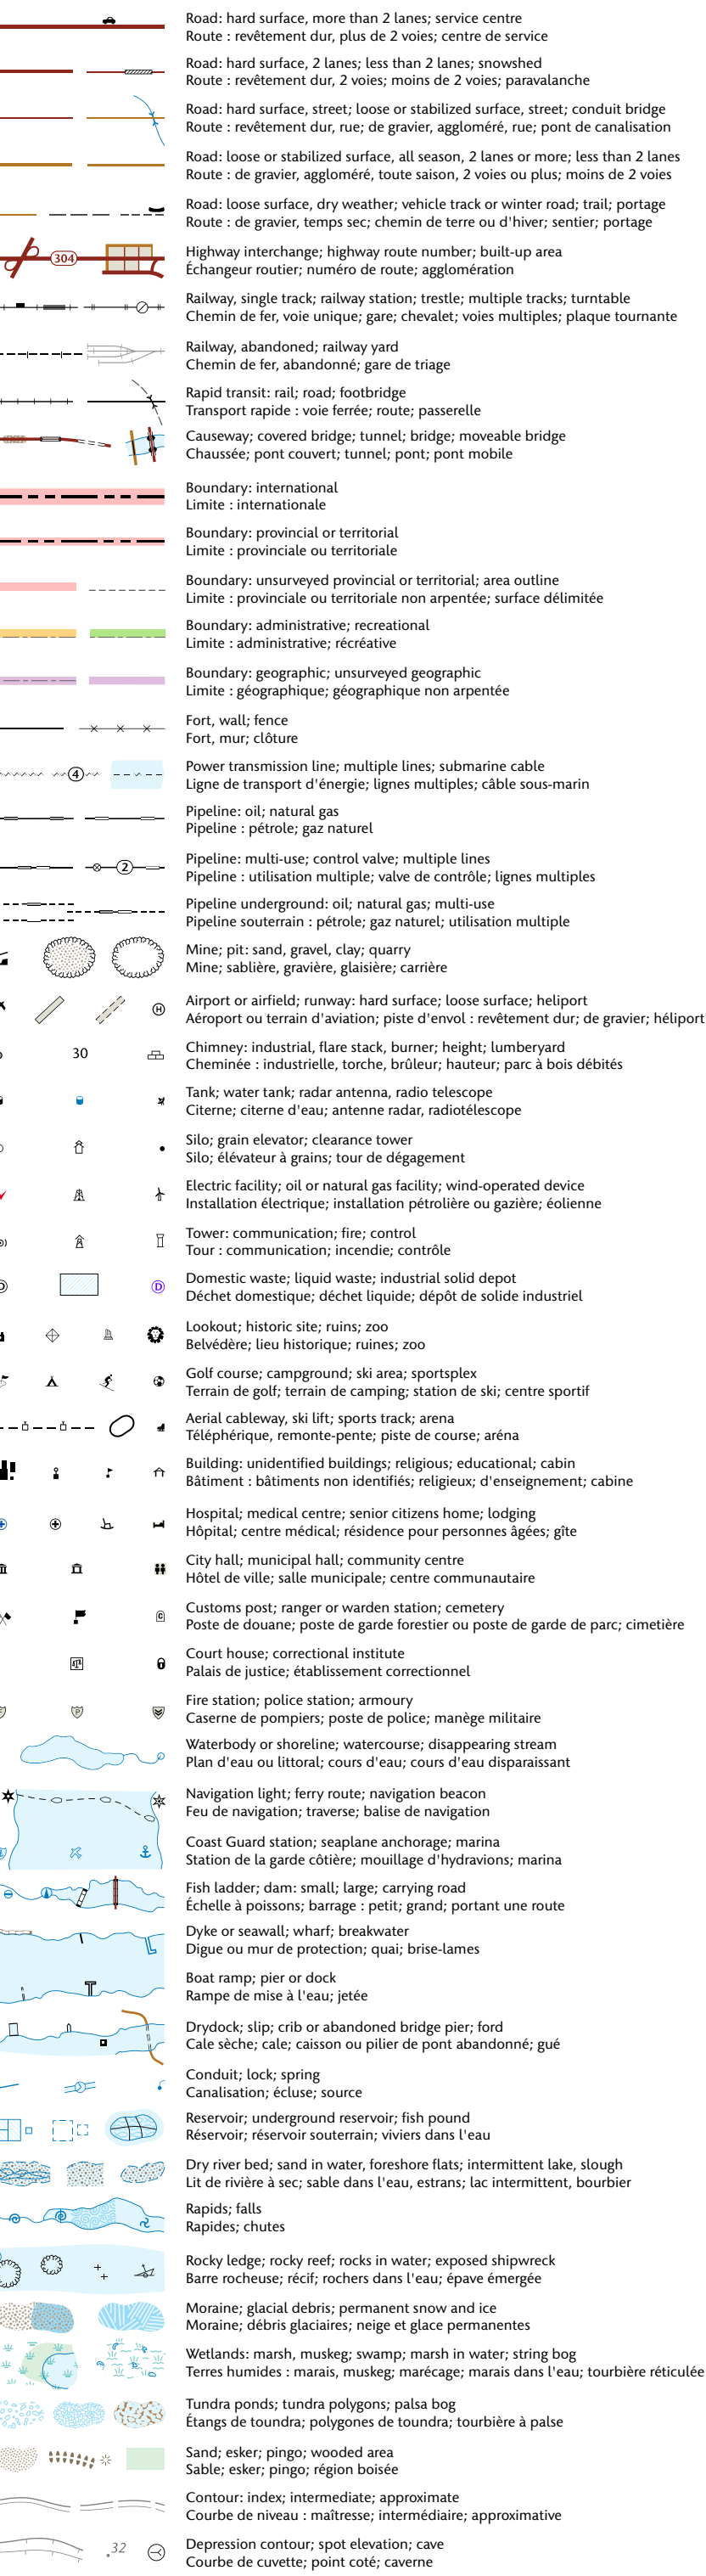 Road: hard surface, more than 2 lanes; service centre
Route : revêtement dur, plus de 2 voies; centre de service
Road: hard surface, 2 lanes; less than 2 lanes; snowshed
Route : revêtement dur, 2 voies; moins de 2 voies; paravalanche
Road: hard surface, street; loose or stabilized surface, street; conduit bridge
Route : revêtement dur, rue; de gravier, aggloméré, rue; pont de canalisation
Road: loose or stabilized surface, all season, 2 lanes or more; less than 2 lanes
Route : de gravier, aggloméré, toute saison, 2 voies ou plus; moins de 2 voies
Road: loose surface, dry weather; vehicle track or winter road; trail; portage
Route : de gravier, temps sec; chemin de terre ou d'hiver; sentier; portage
304
Highway interchange; highway route number; built-up area
Échangeur routier; numéro de route; agglomération
Railway, single track; railway station; trestle; multiple tracks; turntable
Chemin de fer, voie unique; gare; chevalet; voies multiples; plaque tournante
Railway, abandoned; railway yard
Chemin de fer, abandonné; gare de triage
Rapid transit: rail; road; footbridge
Transport rapide : voie ferrée; route; passerelle
Causeway; covered bridge; tunnel; bridge; moveable bridge
Chaussée; pont couvert; tunnel; pont; pont mobile
Boundary: international
Limite : internationale
Boundary: provincial or territorial
Limite : provinciale ou territoriale
Boundary: unsurveyed provincial or territorial; area outline
Limite : provinciale ou territoriale non arpentée; surface délimitée
Boundary: administrative; recreational
Limite : administrative; récréative
Boundary: geographic; unsurveyed geographic
Limite : géographique; géographique non arpentée
Fort, wall; fence
Fort, mur; clôture
4
Power transmission line; multiple lines; submarine cable
Ligne de transport d'énergie; lignes multiples; câble sous-marin
Pipeline: oil; natural gas
Pipeline : pétrole; gaz naturel
2
Pipeline: multi-use; control valve; multiple lines
Pipeline : utilisation multiple; valve de contrôle; lignes multiples
Pipeline underground: oil; natural gas; multi-use
Pipeline souterrain : pétrole; gaz naturel; utilisation multiple
Mine; pit: sand, gravel, clay; quarry
Mine; sablière, gravière, glaisière; carrière
H
Airport or airfield; runway: hard surface; loose surface; heliport
Aéroport ou terrain d'aviation; piste d'envol : revêtement dur; de gravier; héliport
30
Chimney: industrial, flare stack, burner; height; lumberyard
Cheminée : industrielle, torche, brûleur; hauteur; parc à bois débités
Tank; water tank; radar antenna, radio telescope
Citerne; citerne d'eau; antenne radar, radiotélescope
Silo; grain elevator; clearance tower
Silo; élévateur à grains; tour de dégagement
Electric facility; oil or natural gas facility; wind-operated device
Installation électrique; installation pétrolière ou gazière; éolienne
Tower: communication; fire; control
Tour : communication; incendie; contrôle
D D
Domestic waste; liquid waste; industrial solid depot
Déchet domestique; déchet liquide; dépôt de solide industriel
Lookout; historic site; ruins; zoo
Belvédère; lieu historique; ruines; zoo
Golf course; campground; ski area; sportsplex
Terrain de golf; terrain de camping; station de ski; centre sportif
Aerial cableway, ski lift; sports track; arena
Téléphérique, remonte-pente; piste de course; aréna
Building: unidentified buildings; religious; educational; cabin
Bâtiment : bâtiments non identifiés; religieux; d'enseignement; cabine
Hospital; medical centre; senior citizens home; lodging
Hôpital; centre médical; résidence pour personnes âgées; gîte
City hall; municipal hall; community centre
Hôtel de ville; salle municipale; centre communautaire
C
Customs post; ranger or warden station; cemetery
Poste de douane; poste de garde forestier ou poste de garde de parc; cimetière
Court house; correctional institute
Palais de justice; établissement correctionnel
P
Fire station; police station; armoury
Caserne de pompiers; poste de police; manège militaire
Waterbody or shoreline; watercourse; disappearing stream
Plan d'eau ou littoral; cours d'eau; cours d'eau disparaissant
Navigation light; ferry route; navigation beacon
Feu de navigation; traverse; balise de navigation
Coast Guard station; seaplane anchorage; marina
Station de la garde côtière; mouillage d'hydravions; marina
Fish ladder; dam: small; large; carrying road
Échelle à poissons; barrage : petit; grand; portant une route
Dyke or seawall; wharf; breakwater
Digue ou mur de protection; quai; brise-lames
Boat ramp; pier or dock
Rampe de mise à l'eau; jetée
Drydock; slip; crib or abandoned bridge pier; ford
Cale sèche; cale; caisson ou pilier de pont abandonné; gué
Conduit; lock; spring
Canalisation; écluse; source
Reservoir; underground reservoir; fish pound
Réservoir; réservoir souterrain; viviers dans l'eau
Dry river bed; sand in water, foreshore flats; intermittent lake, slough
Lit de rivière à sec; sable dans l'eau, estrans; lac intermittent, bourbier
Rapids; falls
Rapides; chutes
Rocky ledge; rocky reef; rocks in water; exposed shipwreck
Barre rocheuse; récif; rochers dans l'eau; épave émergée
Moraine; glacial debris; permanent snow and ice
Moraine; débris glaciaires; neige et glace permanentes
Wetlands: marsh, muskeg; swamp; marsh in water; string bog
Terres humides : marais, muskeg; marécage; marais dans l'eau; tourbière réticulée
Tundra ponds; tundra polygons; palsa bog
Étangs de toundra; polygones de toundra; tourbière à palse
Sand; esker; pingo; wooded area
Sable; esker; pingo; région boisée
Contour: index; intermediate; approximate
Courbe de niveau : maîtresse; intermédiaire; approximative
.32
Depression contour; spot elevation; cave
Courbe de cuvette; point coté; caverne